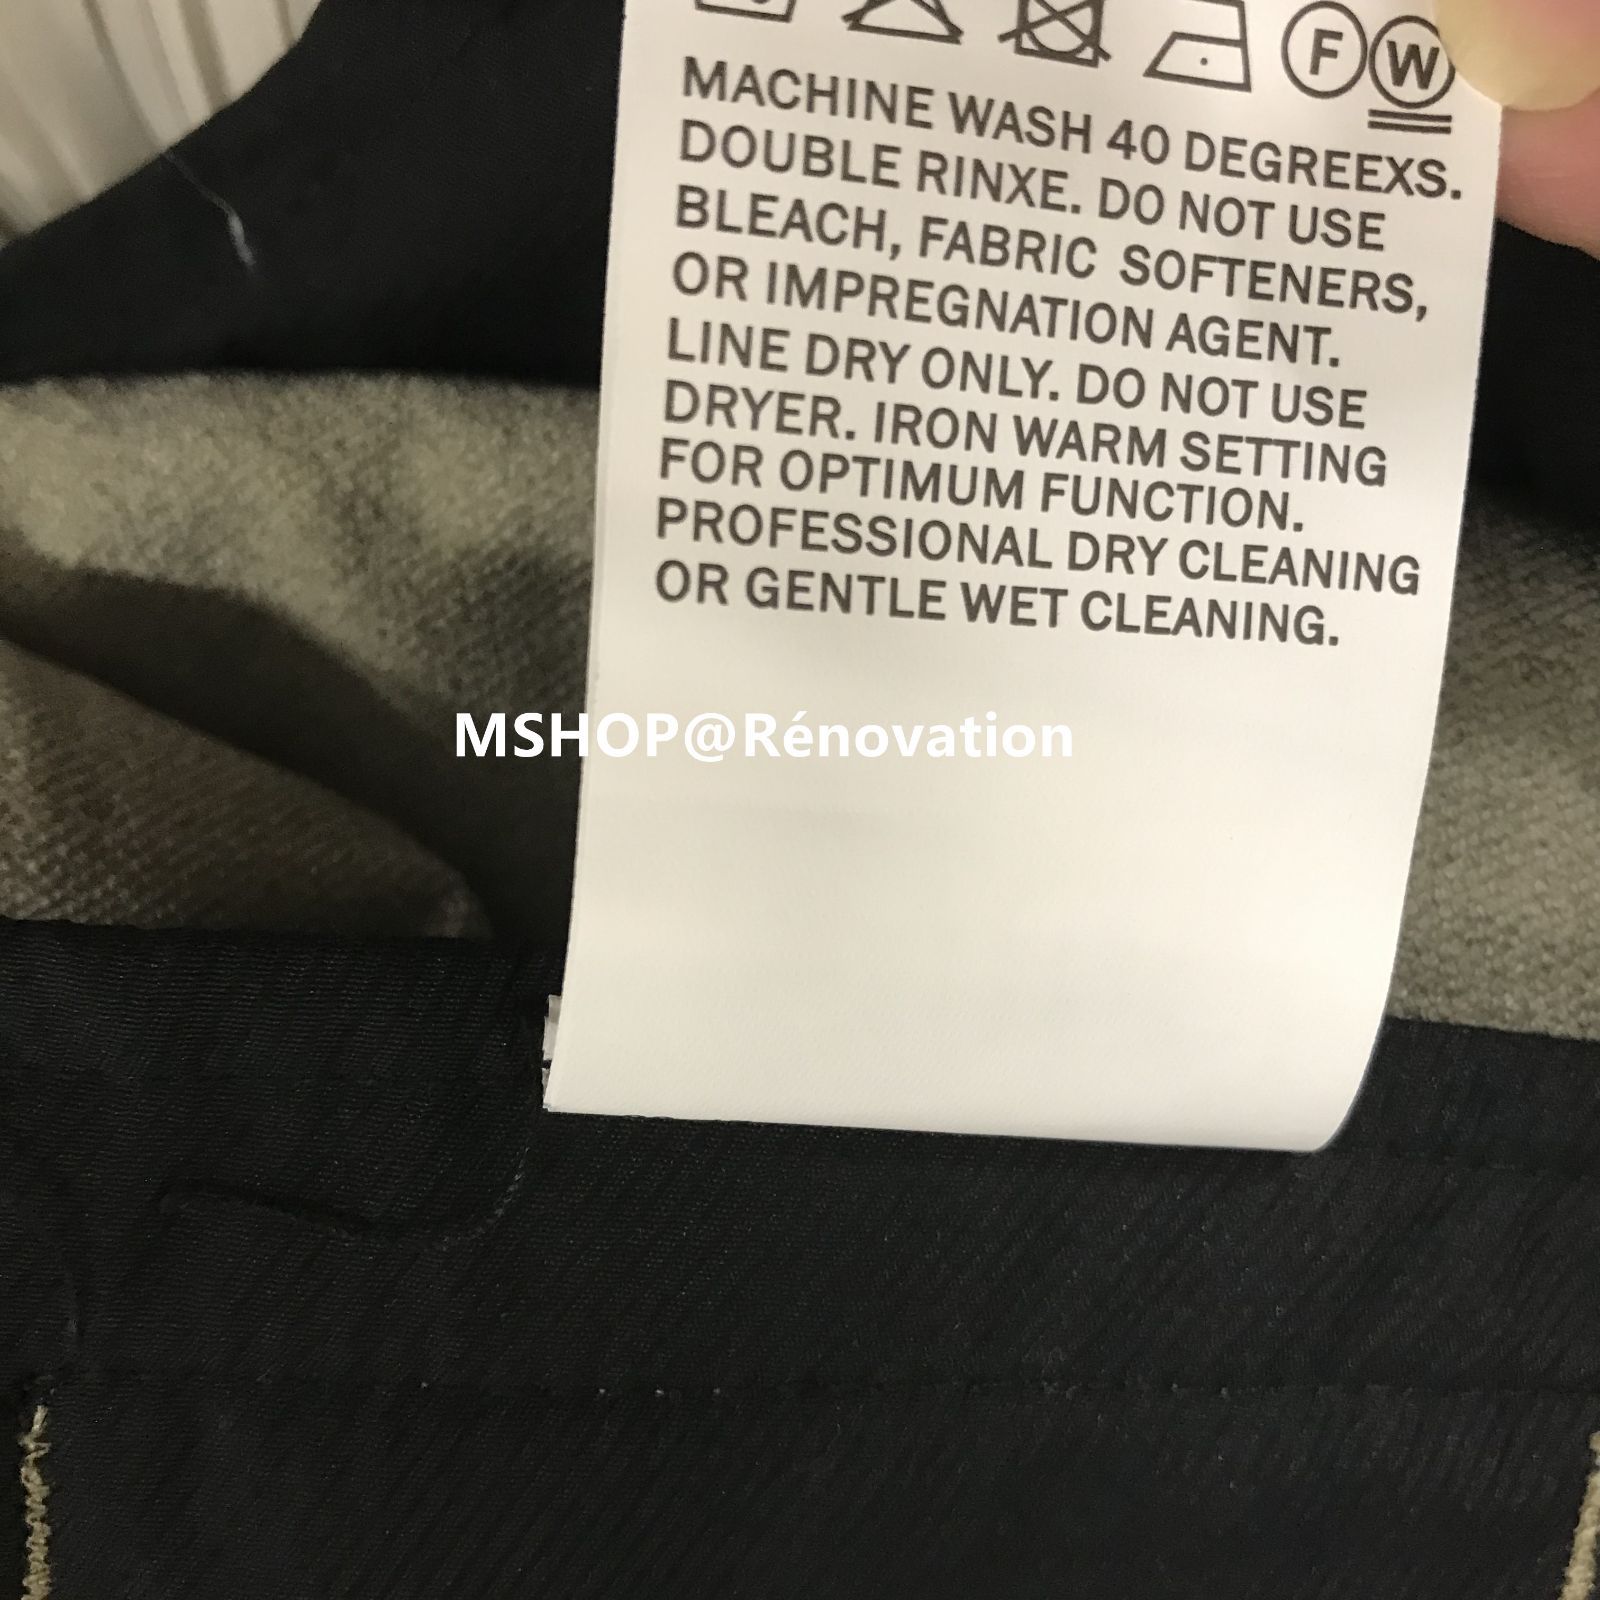 F W
MACHINE WASH 40 DEGREEXS.
DOUBLE RINXE. DO NOT USE
BLEACH, FABRIC SOFTENERS,
OR IMPREGNATION AGENT.
LINE DRY ONLY. DO NOT USE
DRYER. IRON WARM SETTING
FOR OPTIMUM FUNCTION.
PROFESSIONAL DRY CLEANING
OR GENTLE WET CLEANING.
MSHOP@Rénovation